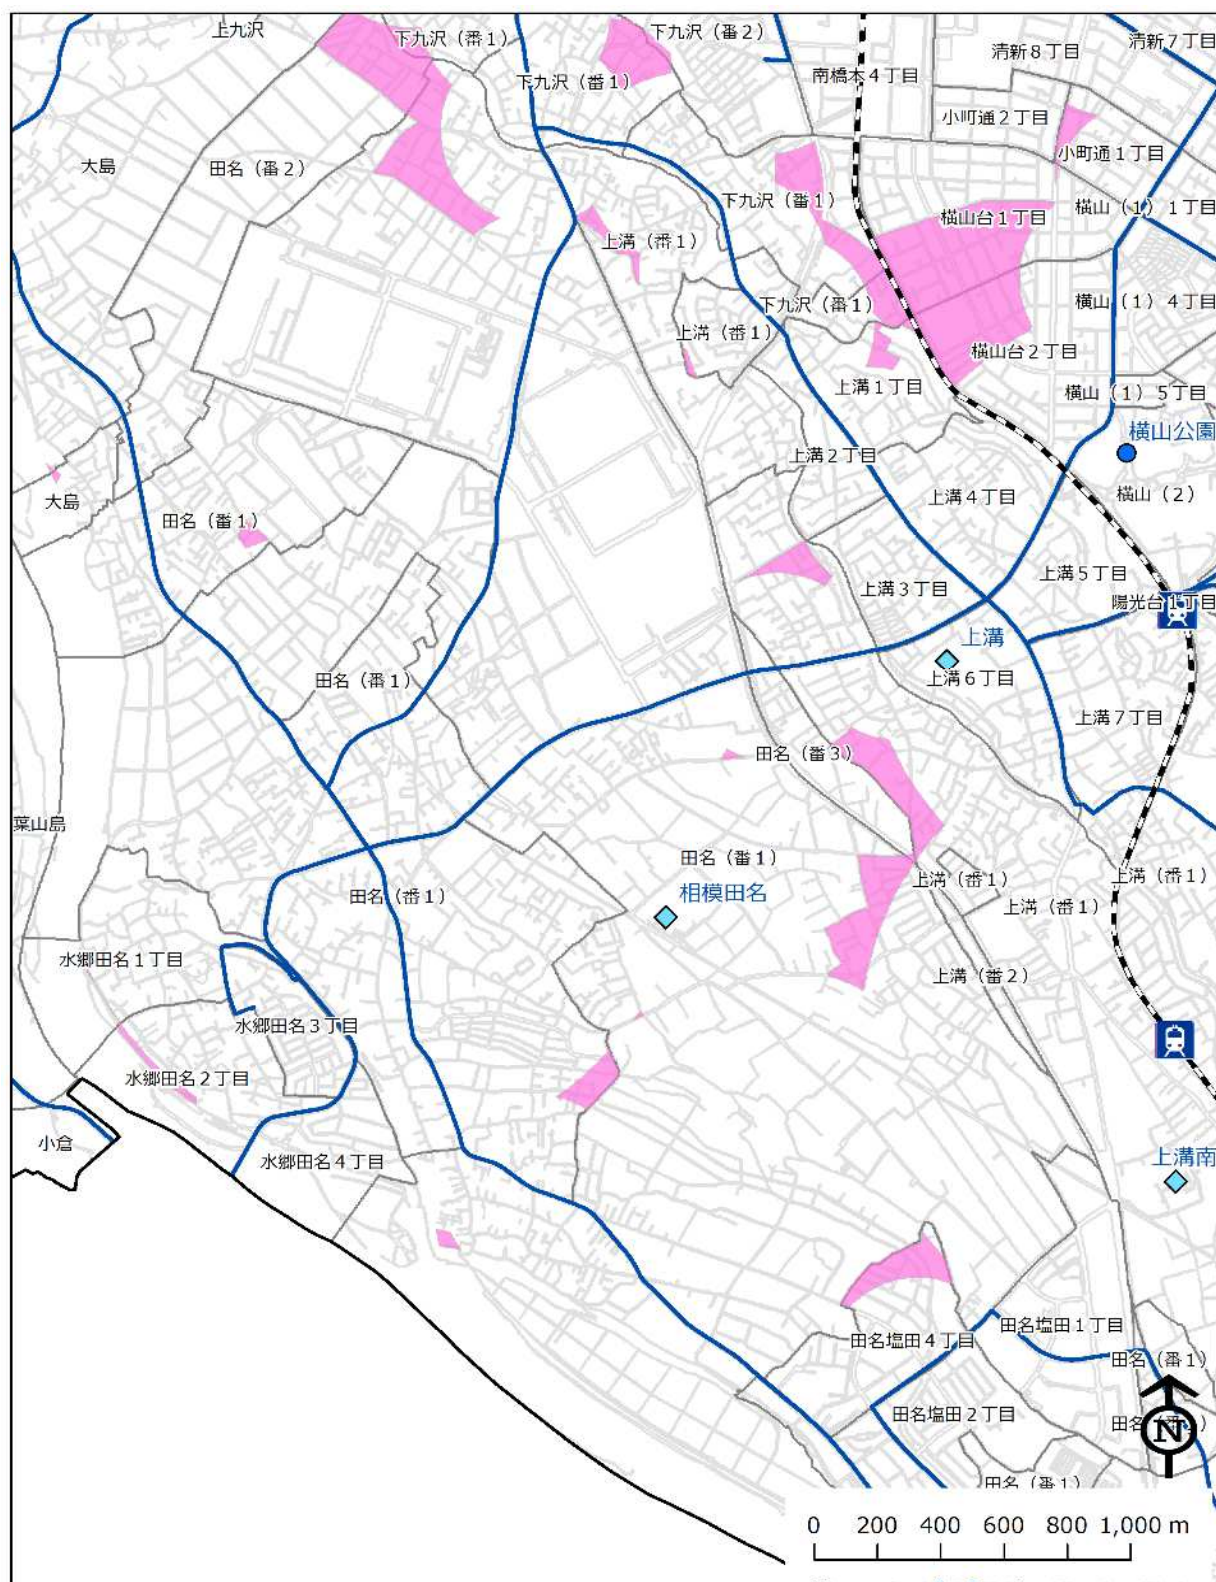 上九沢
下九沢（番１）
下九沢（番２）
清新７丁目
清新８丁目
南橋本４丁目
下九沢（番１）
小町通２丁目
小町通１丁目
大島
田名（番２）
下九沢（番１）
横山（１）１丁目
横山台１丁目
上溝（番１）
下九沢（番１）
横山（１）４丁目
上溝（番１）
横山台２丁目
上溝１丁目
横山（１）５丁目
横山公園
上溝２丁目
横山（２）
大島
上溝４丁目
田名（番１）
上溝５丁目
上溝３丁目
陽光台１丁目
上溝
田名（番１）
上溝６丁目
上溝７丁目
田名（番３）
葉山島
田名（番１）
上溝（番１）
上溝（番１）
相模田名
田名（番１）
上溝（番１）
水郷田名１丁目
上溝（番２）
水郷田名３丁目
水郷田名２丁目
小倉
上溝南
水郷田名４丁目
田名塩田１丁目
田名塩田４丁目
田名（番１）
田名塩田２丁目
N
田名（番１）
0 200 400 600 800 1,000 m